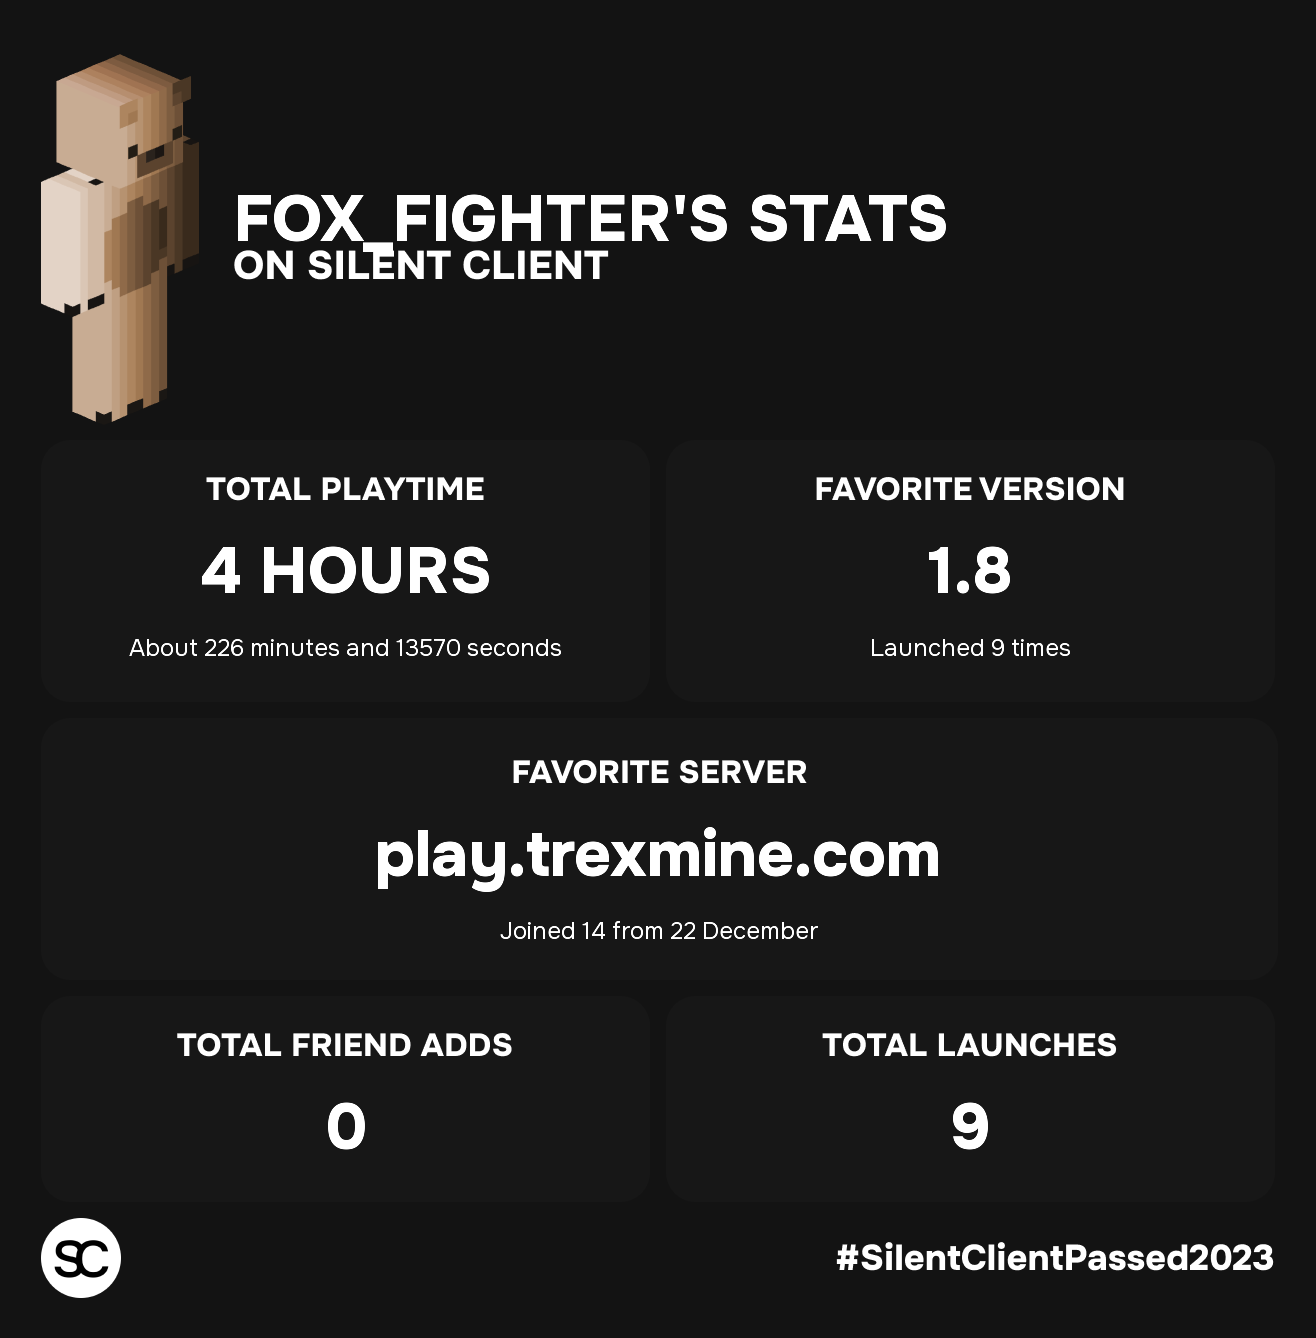 FOX_FIGHTER'S STATS
ON SILENT CLIENT
TOTAL PLAYTIME
4 HOURS
About 226 minutes and 13570 seconds
FAVORITE VERSION
1.8
Launched 9 times
FAVORITE SERVER
play.trexmine.com
Joined 14 from 22 December
TOTAL FRIEND ADDS
0
TOTAL LAUNCHES
9
SC
#SilentClientPassed2023